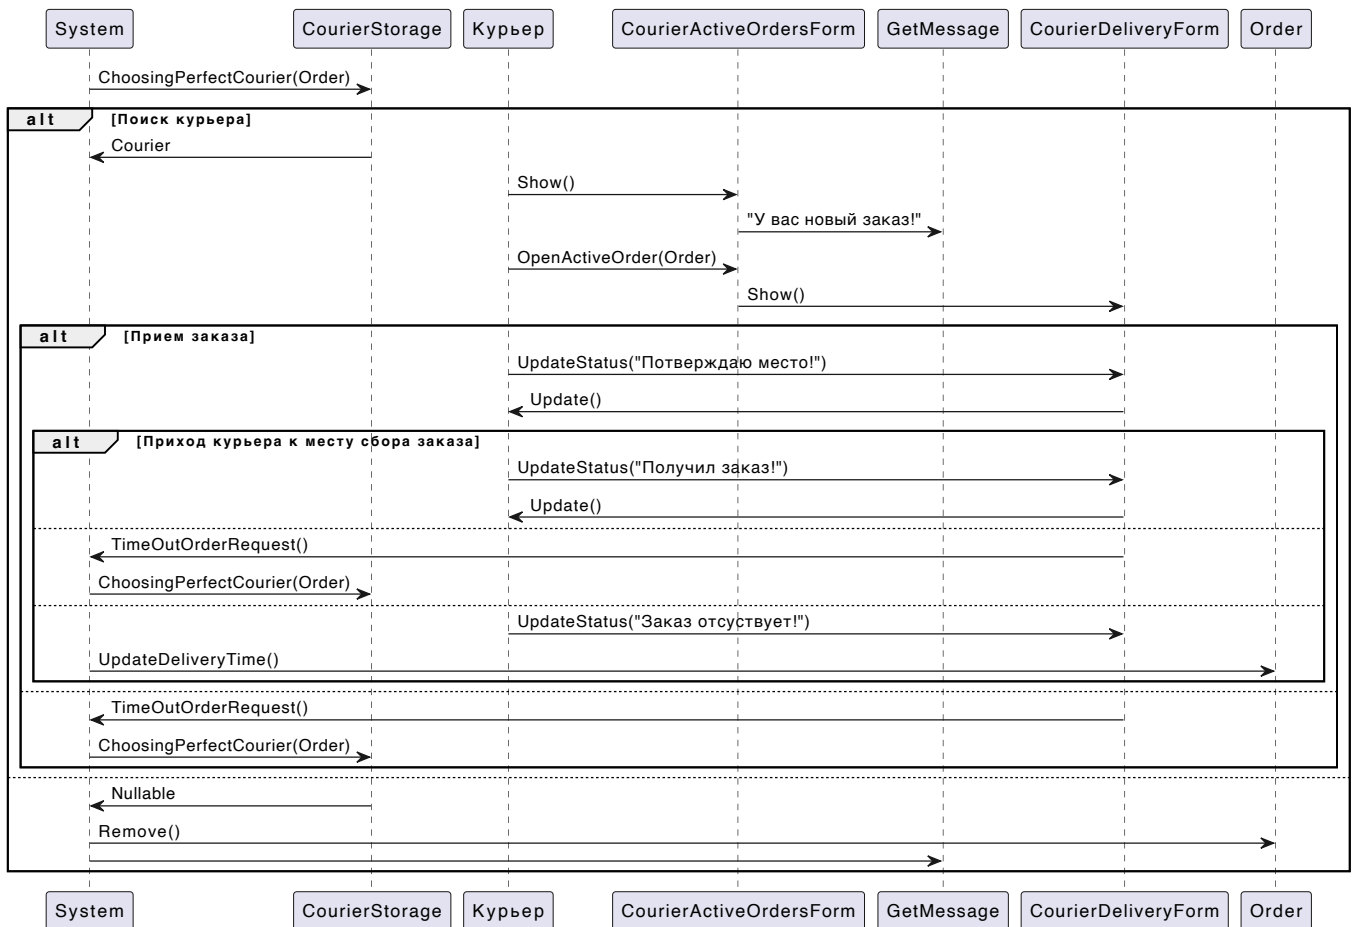 System CourierStorage Курьер CourierActiveOrdersForm GetMessage CourierDeliveryForm Order
ChoosingPerfectCourier(Order)
alt [Поиск курьера]
Courier
Show()
"У вас новый заказ!"
OpenActiveOrder(Order)
Show()
alt [Прием заказа]
UpdateStatus("Потверждаю место!")
Update()
alt [Приход курьера к месту сбора заказа]
UpdateStatus("Получил заказ!")
Update()
TimeOutOrderRequest()
ChoosingPerfectCourier(Order)
UpdateStatus("Заказ отсуствует!")
UpdateDeliveryTime()
TimeOutOrderRequest()
ChoosingPerfectCourier(Order)
Nullable
Remove()
System CourierStorage Курьер CourierActiveOrdersForm GetMessage CourierDeliveryForm Order